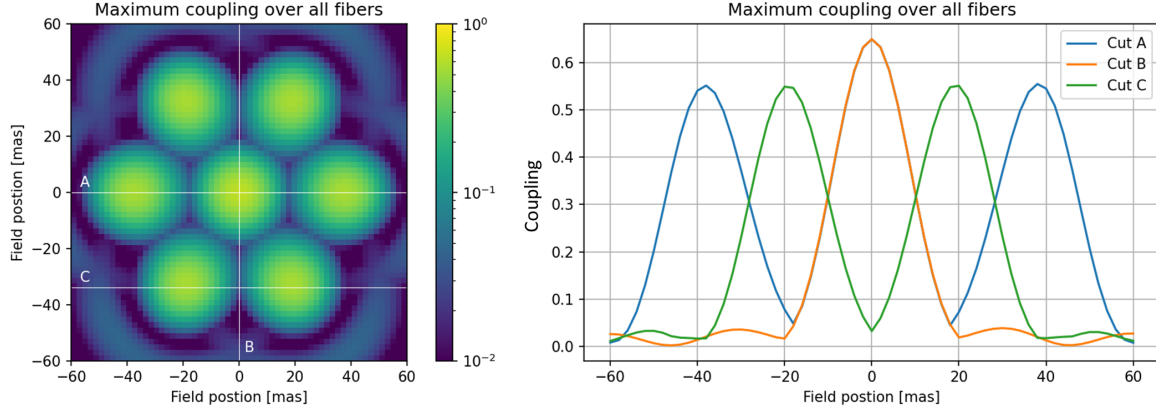 Maximum coupling over all fibers
60
40
20
0
−20
−40
−60
Field postion [mas]
A
C
B
−60 −40 −20 0 20 40 60
Field postion [mas]
10⁰
10⁻¹
10⁻²
Maximum coupling over all fibers
Cut A
Cut B
Cut C
0.6
0.5
0.4
0.3
0.2
0.1
0.0
Coupling
−60 −40 −20 0 20 40 60
Field postion [mas]